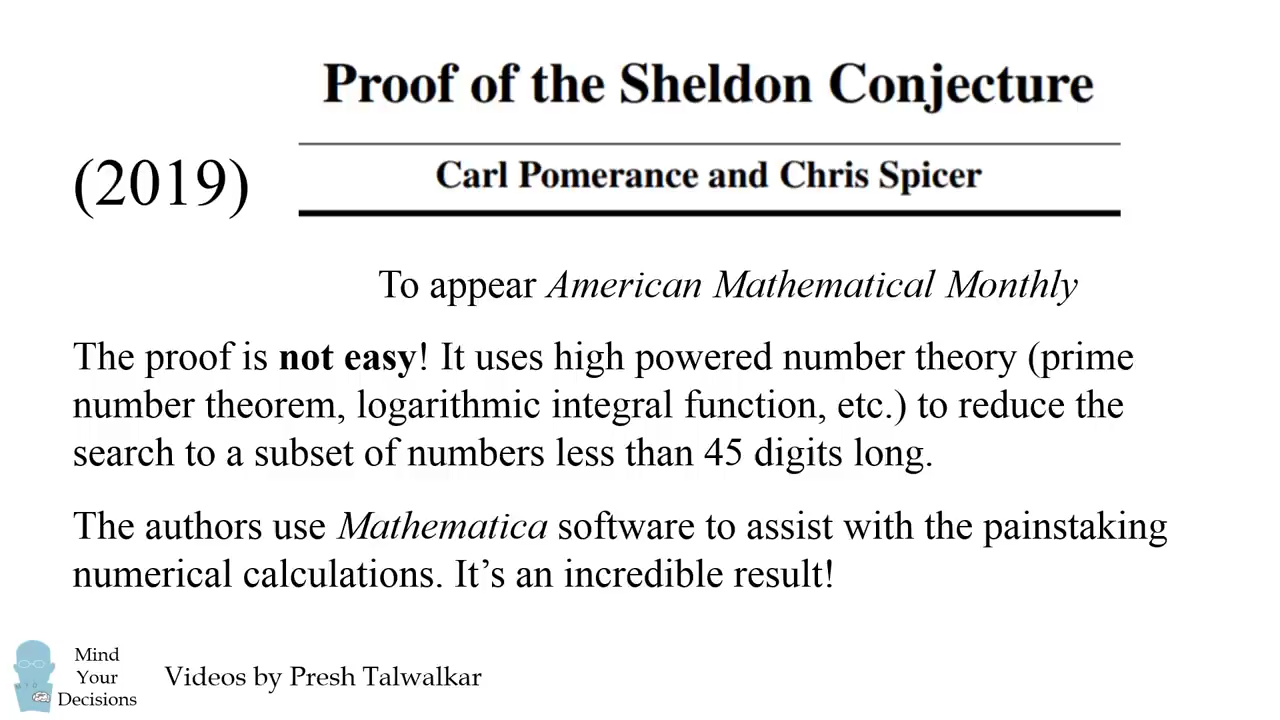 Proof of the Sheldon Conjecture
(2019)
Carl Pomerance and Chris Spicer
To appear American Mathematical Monthly
The proof is not easy! It uses high powered number theory (prime
number theorem, logarithmic integral function, etc.) to reduce the
search to a subset of numbers less than 45 digits long.
The authors use Mathematica software to assist with the painstaking
numerical calculations. It’s an incredible result!
Mind
Your
Decisions
Videos by Presh Talwalkar